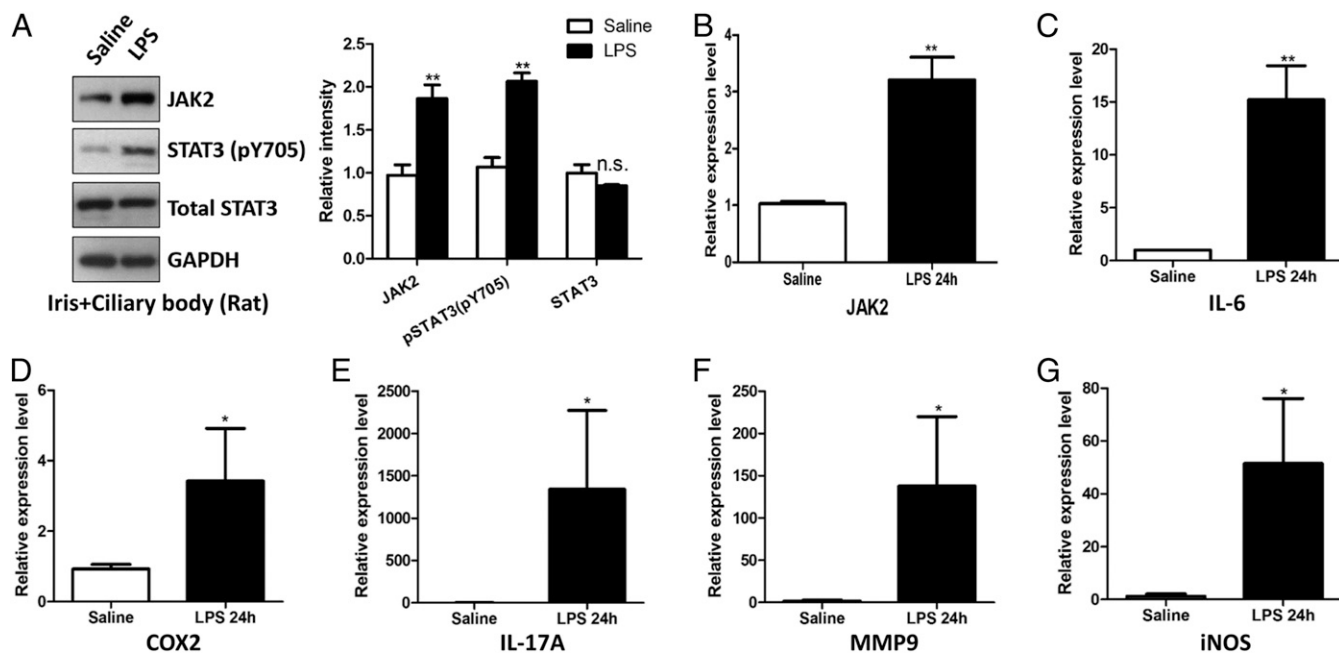 A
Saline
LPS
JAK2
STAT3 (pY705)
Total STAT3
GAPDH
Iris+Ciliary body (Rat)
Relative intensity
2.5
2.0
1.5
1.0
0.5
0.0
Saline
LPS
**
**
n.s.
JAK2
pSTAT3(pY705)
STAT3
B
Relative expression level
4
3
2
1
0
**
Saline
LPS 24h
JAK2
C
Relative expression level
20
15
10
5
0
**
Saline
LPS 24h
IL-6
D
Relative expression level
6
4
2
0
*
Saline
LPS 24h
COX2
E
Relative expression level
2500
2000
1500
1000
500
0
*
Saline
LPS 24h
IL-17A
F
Relative expression level
250
200
150
100
50
0
*
Saline
LPS 24h
MMP9
G
Relative expression level
80
60
40
20
0
*
Saline
LPS 24h
iNOS